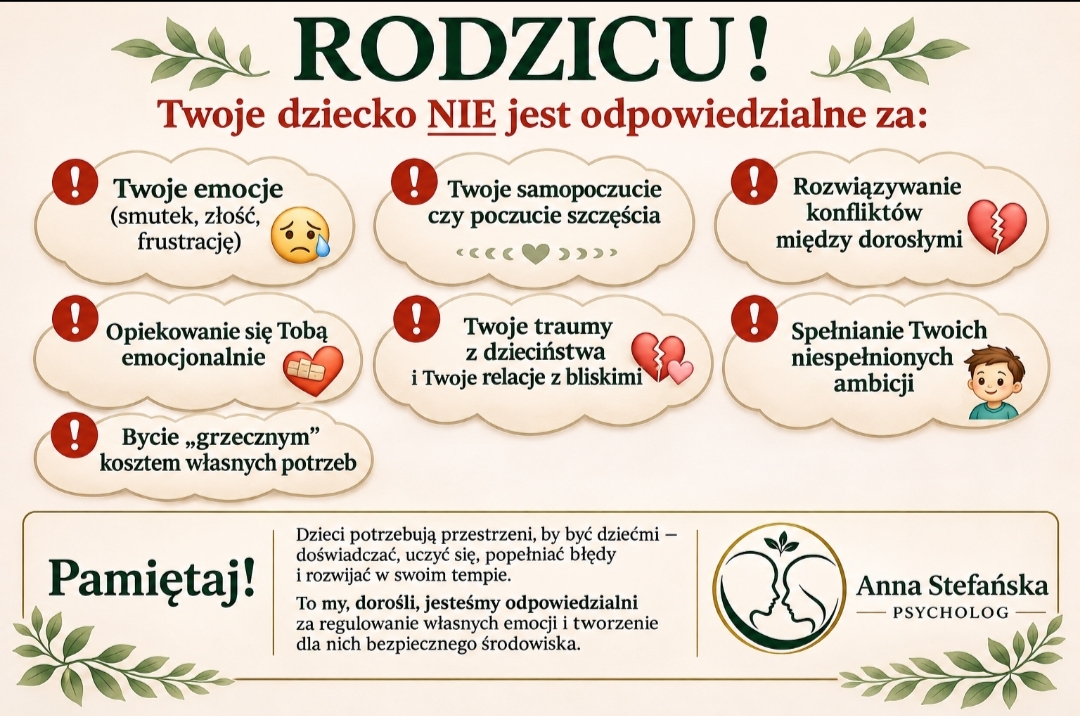 RODZICU!
Twoje dziecko NIE jest odpowiedzialne za:
Twoje emocje
(smutek, złość,
frustrację)
Twoje samopoczucie
czy poczucie szczęścia
Rozwiązywanie
konfliktów
między dorosłymi
Opiekowanie się Tobą
emocjonalnie
Twoje traumy
z dzieciństwa
i Twoje relacje z bliskimi
Spełnianie Twoich
niespełnionych
ambicji
Bycie „grzecznym”
kosztem własnych potrzeb
Pamiętaj!
Dzieci potrzebują przestrzeni, by być dziećmi –
doświadczać, uczyć się, popełniać błędy
i rozwijać w swoim tempie.
To my, dorośli, jesteśmy odpowiedzialni
za regulowanie własnych emocji i tworzenie
dla nich bezpiecznego środowiska.
Anna Stefańska
PSYCHOLOG